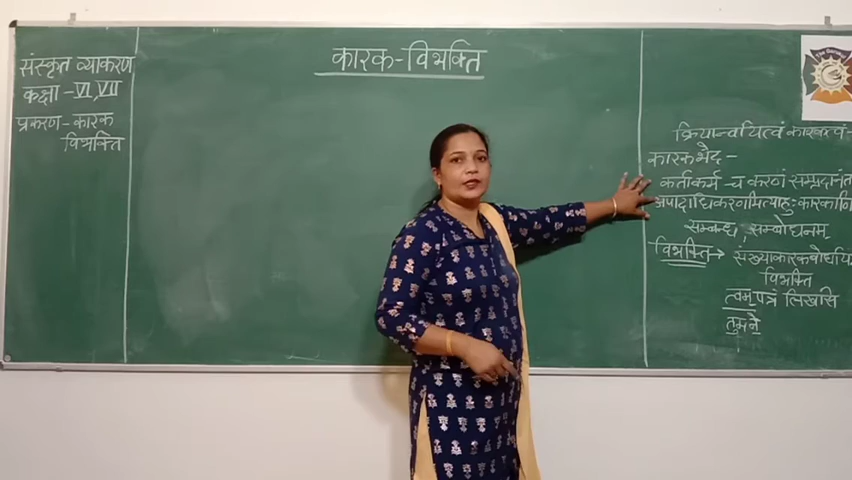 संस्कृत व्याकरण
कक्षा - VI, VII
प्रकरण - कारक
विभक्ति
कारक-विभक्ति
क्रियान्वयित्वं कारकत्वं-
कारकभेद -
कर्ताकर्म - च करणं सम्प्रदानंत
अपादाधिकरणमित्याहुः कारकाणि
सम्बन्ध, सम्बोधनम्
विभक्ति → संख्याकारकबोधयि
विभक्ति
त्वम् पत्रं लिखसि
तुमने